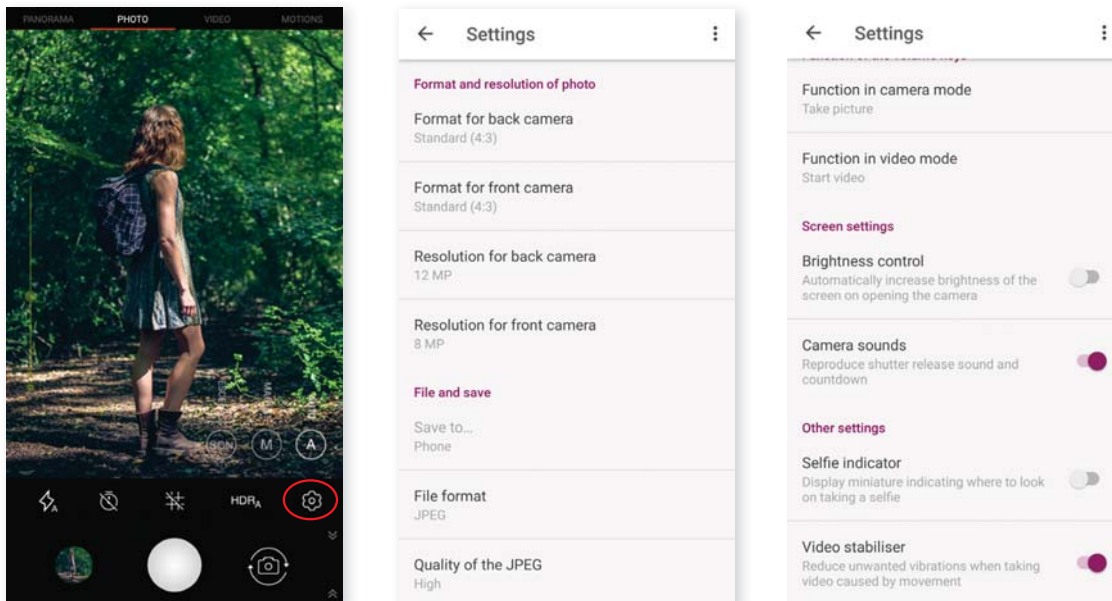 PANORAMA
PHOTO
VIDEO
MOTIONS
SCN
M
A
A
HDRA
Settings
Format and resolution of photo
Format for back camera
Standard (4:3)
Format for front camera
Standard (4:3)
Resolution for back camera
12 MP
Resolution for front camera
8 MP
File and save
Save to...
Phone
File format
JPEG
Quality of the JPEG
High
Settings
Function in camera mode
Take picture
Function in video mode
Start video
Screen settings
Brightness control
Automatically increase brightness of the
screen on opening the camera
Camera sounds
Reproduce shutter release sound and
countdown
Other settings
Selfie indicator
Display miniature indicating where to look
on taking a selfie
Video stabiliser
Reduce unwanted vibrations when taking
video caused by movement